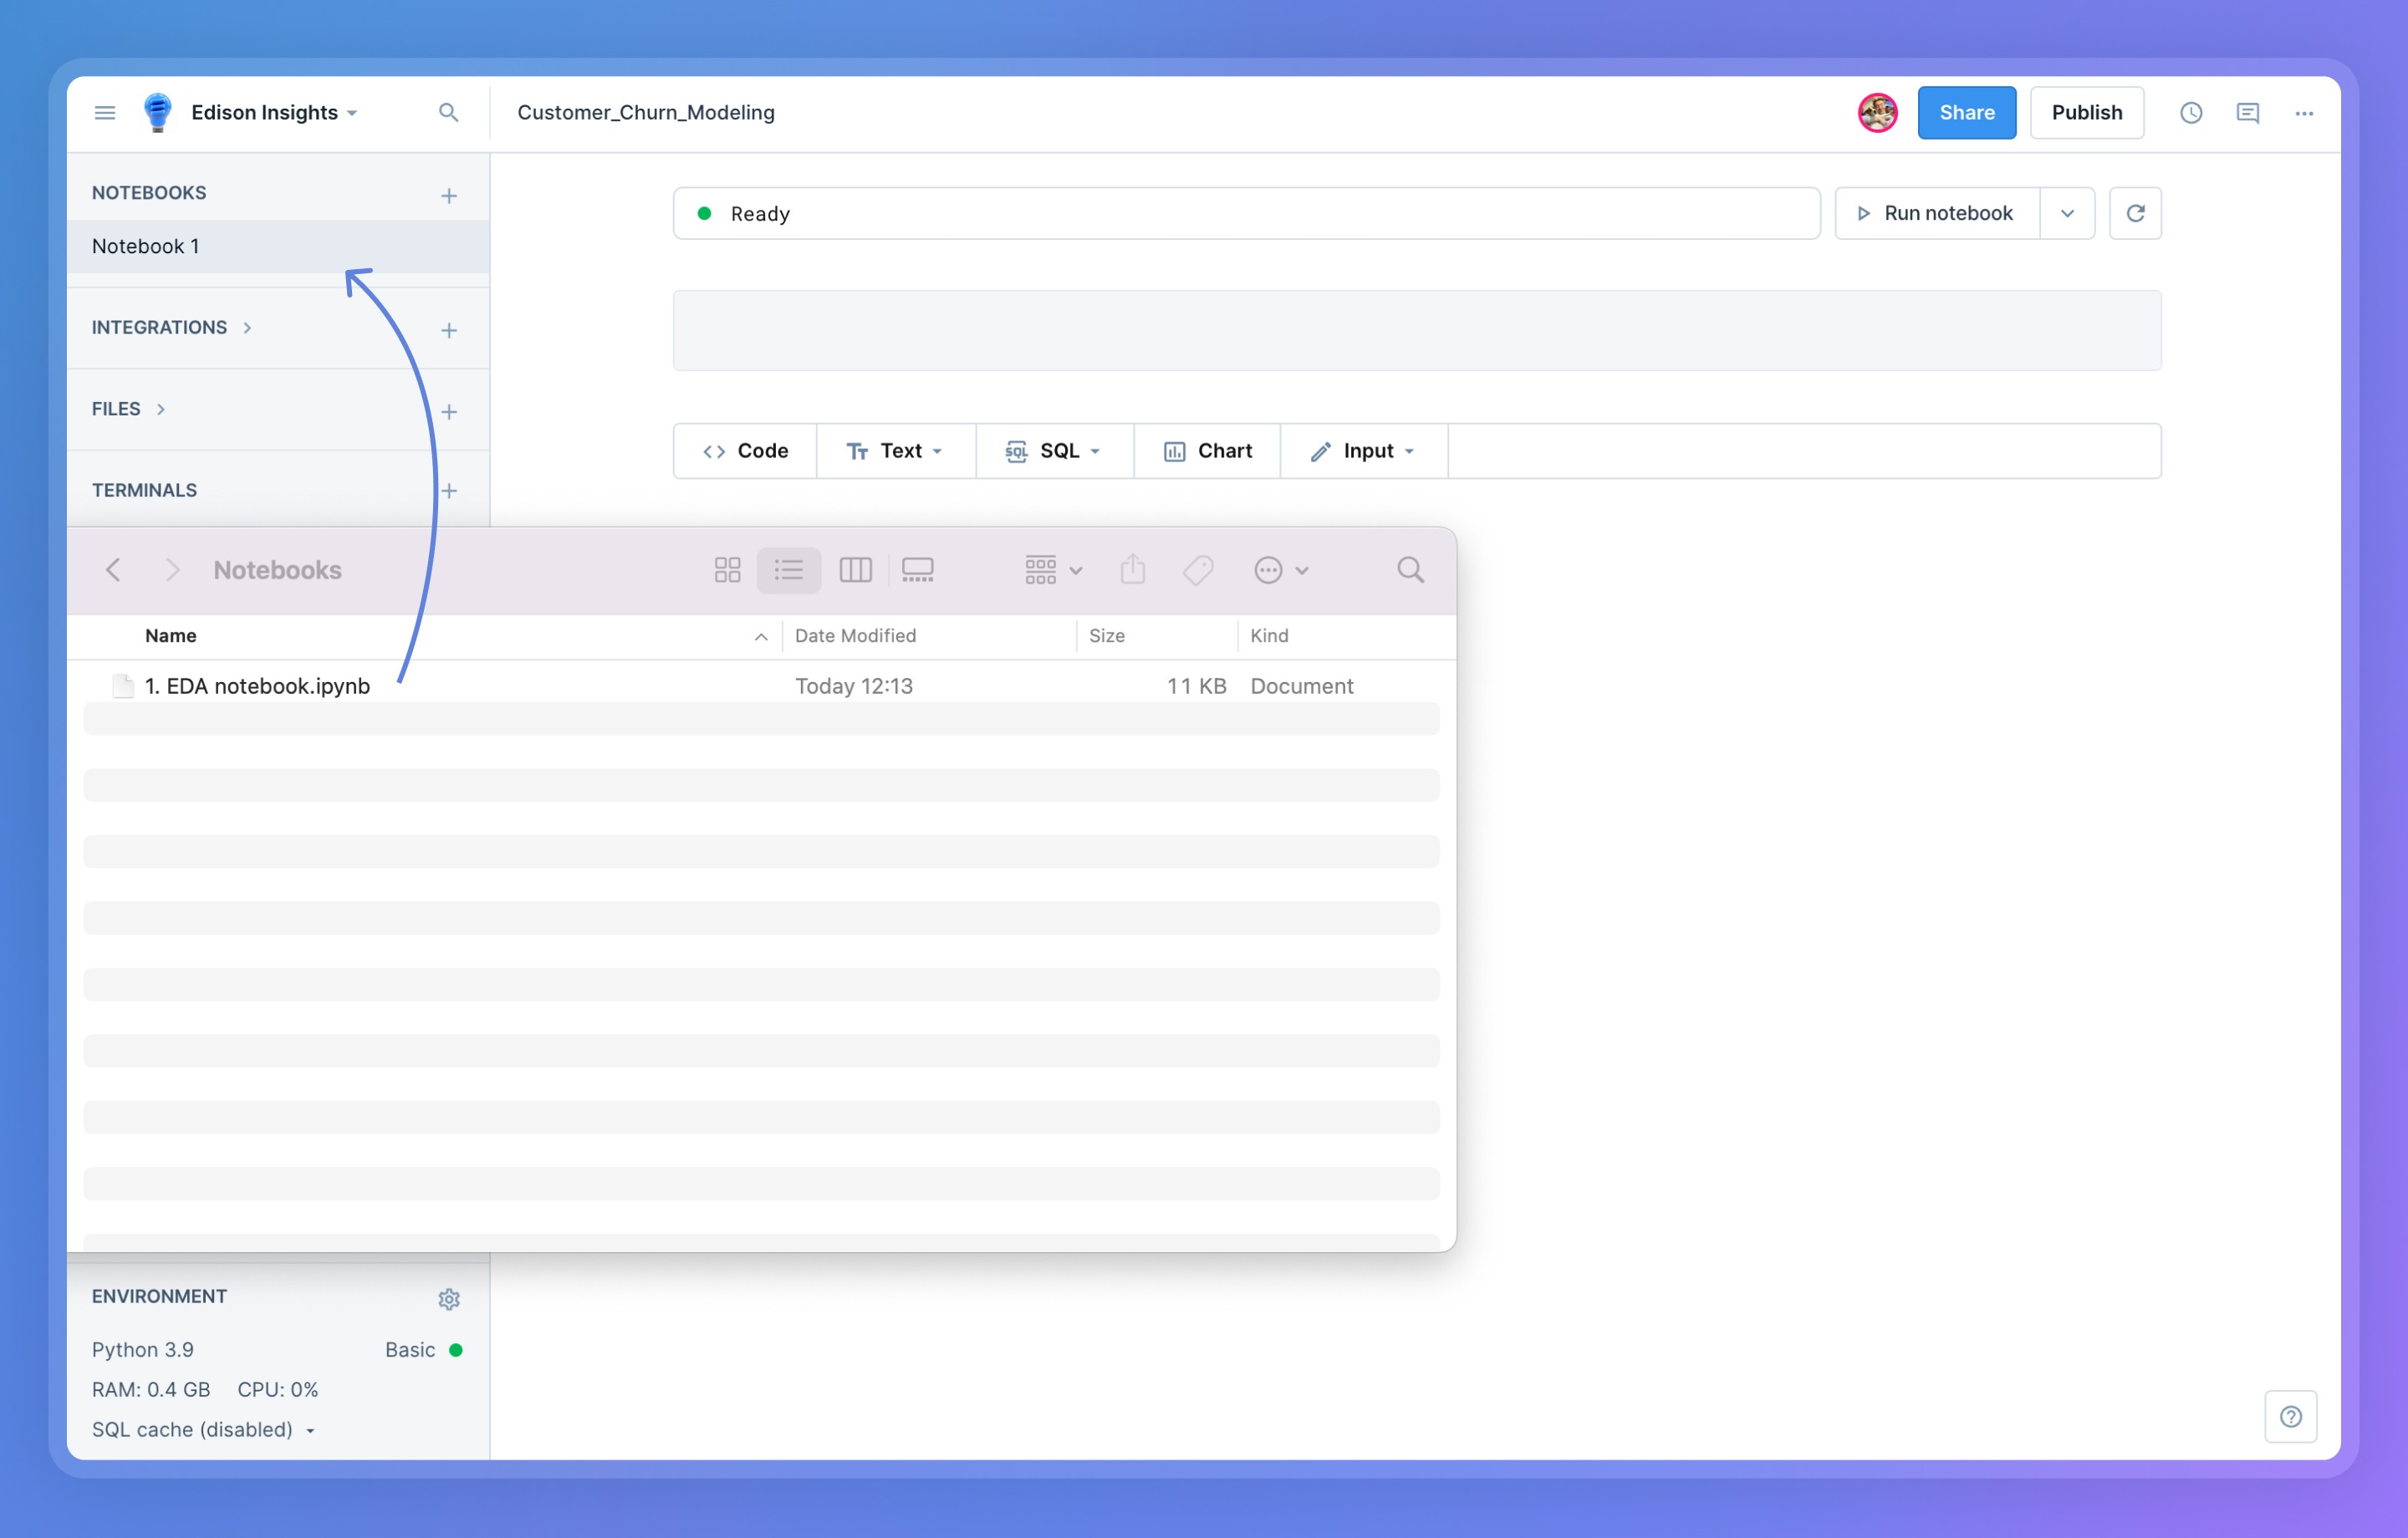 Edison Insights
Customer_Churn_Modeling
Share
Publish
NOTEBOOKS
Notebook 1
INTEGRATIONS
FILES
TERMINALS
Ready
Run notebook
Code
Text
SQL
SQL
Chart
Input
Notebooks
Name
Date Modified
Size
Kind
1. EDA notebook.ipynb
Today 12:13
11 KB
Document
ENVIRONMENT
Python 3.9
Basic
RAM: 0.4 GB
CPU: 0%
SQL cache (disabled)